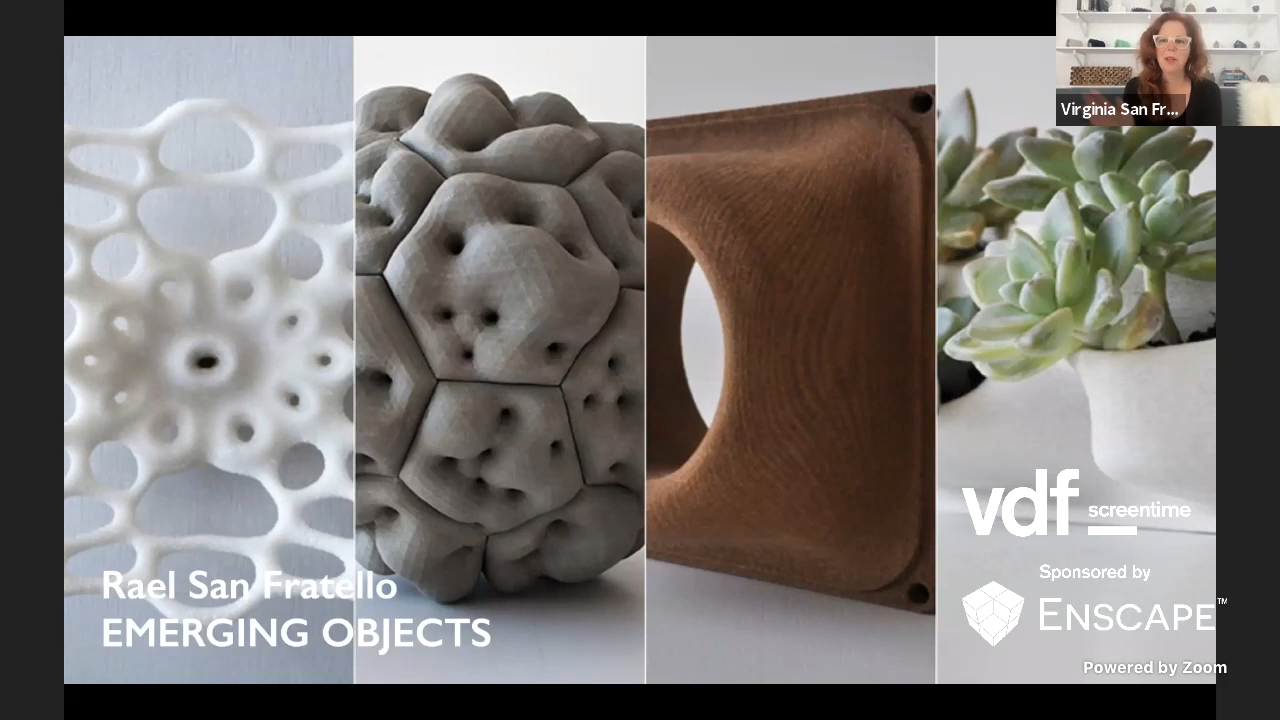 Virginia San Fr...
vdf screentime
Sponsored by
ENSCAPE™
Rael San Fratello
EMERGING OBJECTS
Powered by Zoom